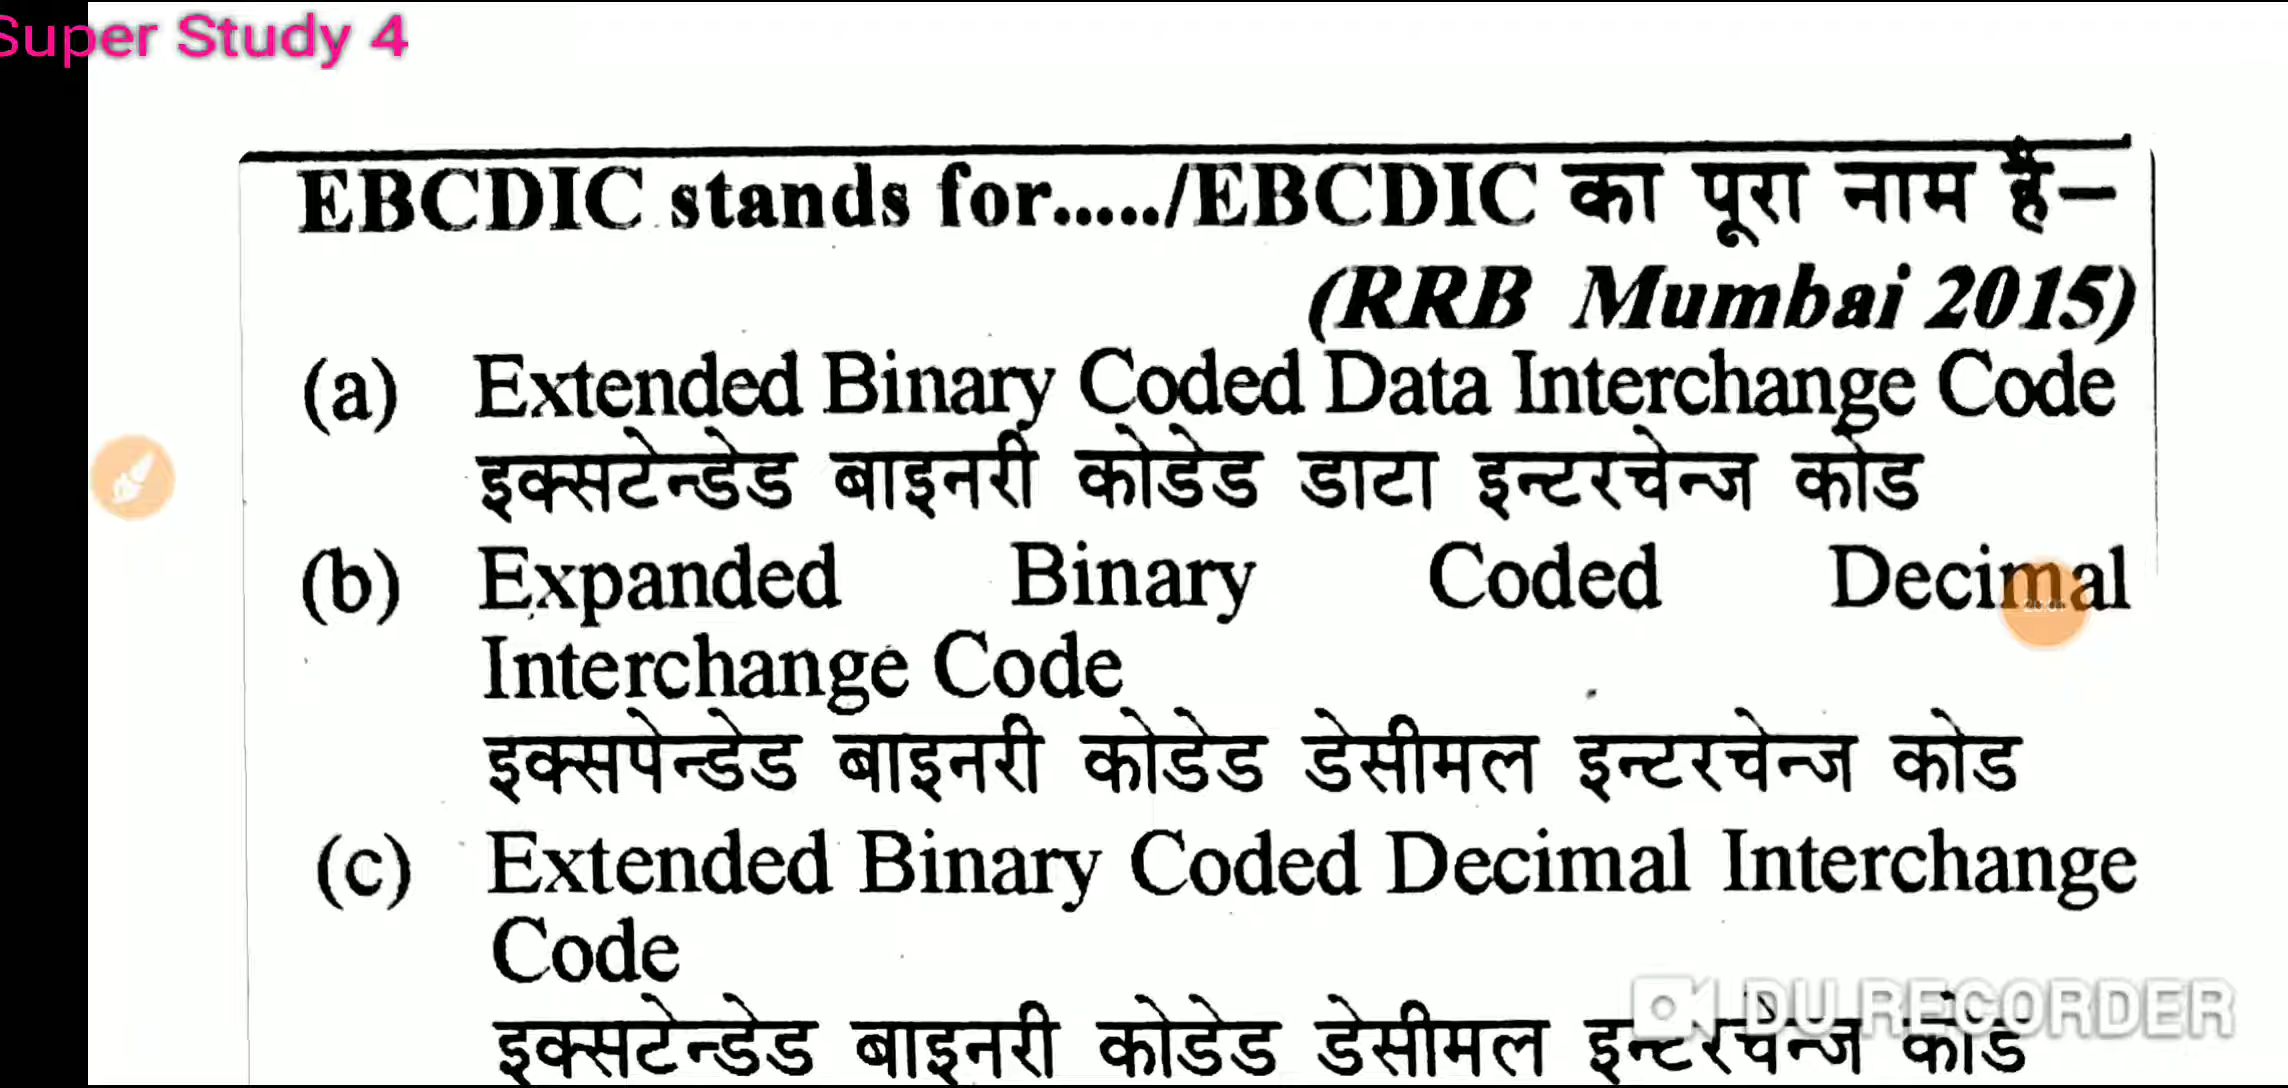 Super Study 4
EBCDIC stands for...../EBCDIC का पूरा नाम है–
(RRB Mumbai 2015)
(a) Extended Binary Coded Data Interchange Code
इक्सटेन्डेड बाइनरी कोडेड डाटा इन्टरचेन्ज कोड
(b) Expanded Binary Coded Decimal
Interchange Code
इक्सपेन्डेड बाइनरी कोडेड डेसीमल इन्टरचेन्ज कोड
(c) Extended Binary Coded Decimal Interchange
Code
इक्सटेन्डेड बाइनरी कोडेड डेसीमल इन्टरचेन्ज कोड
DU RECORDER